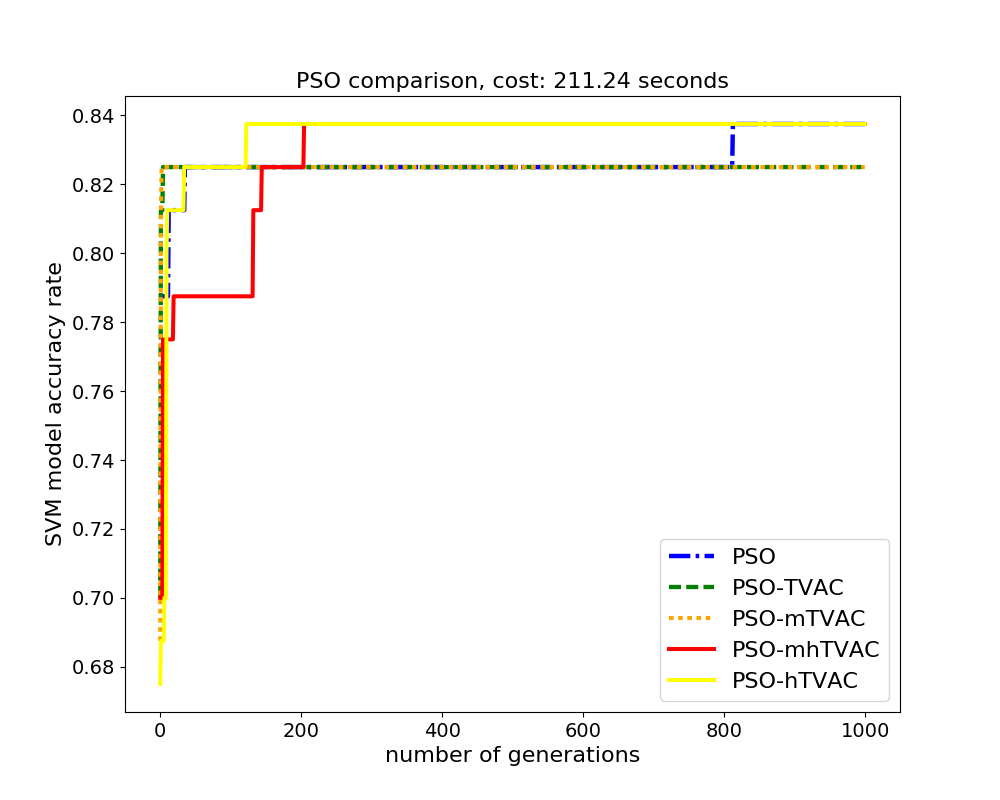 PSO comparison, cost: 211.24 seconds
SVM model accuracy rate
0.84
0.82
0.80
0.78
0.76
0.74
0.72
0.70
0.68
PSO
PSO-TVAC
PSO-mTVAC
PSO-mhTVAC
PSO-hTVAC
0 200 400 600 800 1000
number of generations